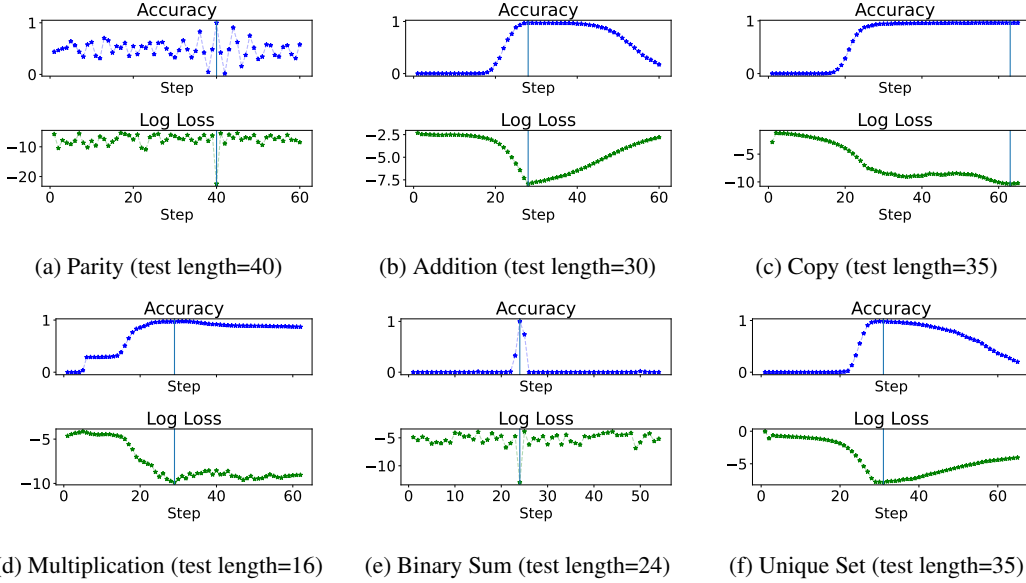 Accuracy
Accuracy
Accuracy
1
0
1
0
1
0
Step
Step
Step
Log Loss
Log Loss
Log Loss
−10
−20
−2.5
−5.0
−7.5
−5
−10
0 20 40 60
0 20 40 60
0 20 40 60
Step
Step
Step
(a) Parity (test length=40)
(b) Addition (test length=30)
(c) Copy (test length=35)
Accuracy
Accuracy
Accuracy
1
0
1
0
1
0
Step
Step
Step
Log Loss
Log Loss
Log Loss
−5
−10
−5
−10
0
−5
0 20 40 60
0 10 20 30 40 50
0 20 40 60
Step
Step
Step
(d) Multiplication (test length=16)
(e) Binary Sum (test length=24)
(f) Unique Set (test length=35)